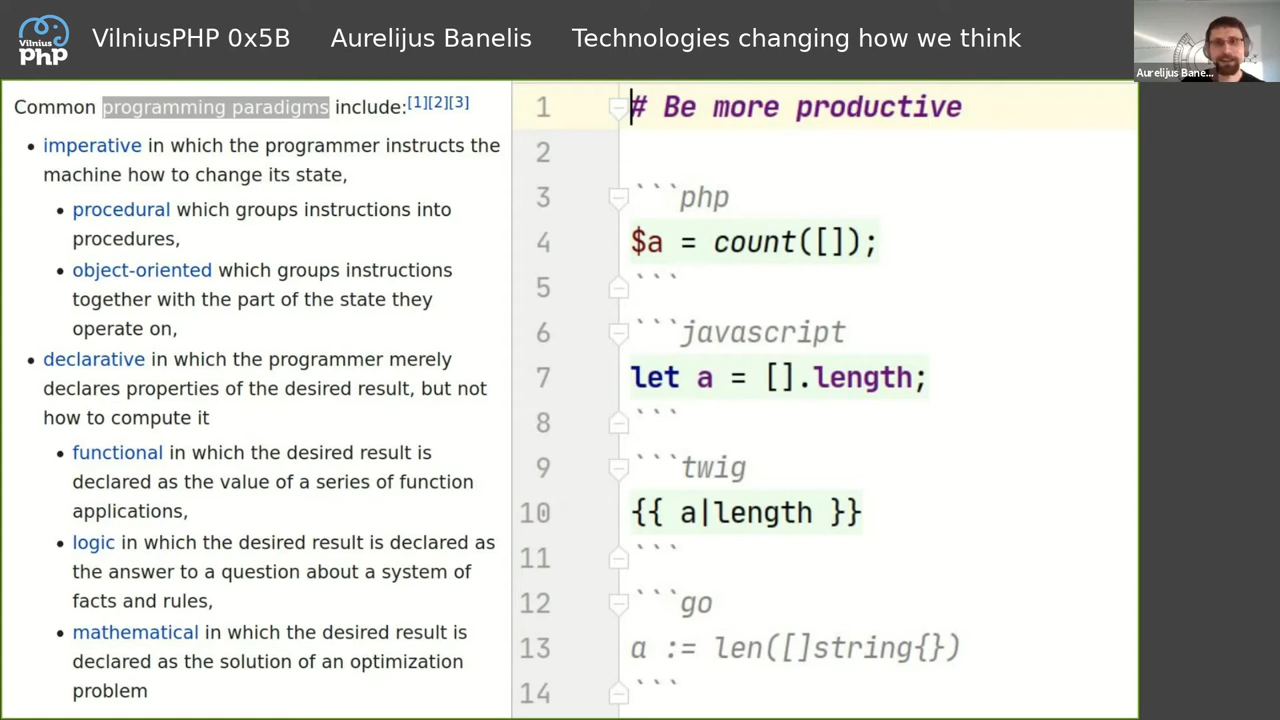 Vilnius
php
VilniusPHP 0x5B Aurelijus Banelis Technologies changing how we think
Aurelijus Bane...
Common programming paradigms include:[1][2][3]
• imperative in which the programmer instructs the
machine how to change its state,
• procedural which groups instructions into
procedures,
• object-oriented which groups instructions
together with the part of the state they
operate on,
• declarative in which the programmer merely
declares properties of the desired result, but not
how to compute it
• functional in which the desired result is
declared as the value of a series of function
applications,
• logic in which the desired result is declared as
the answer to a question about a system of
facts and rules,
• mathematical in which the desired result is
declared as the solution of an optimization
problem
1 # Be more productive
2
3 ```php
4 $a = count([]);
5 ```
6 ```javascript
7 let a = [].length;
8 ```
9 ```twig
10 {{ a|length }}
11 ```
12 ```go
13 a := len([]string{})
14 ```